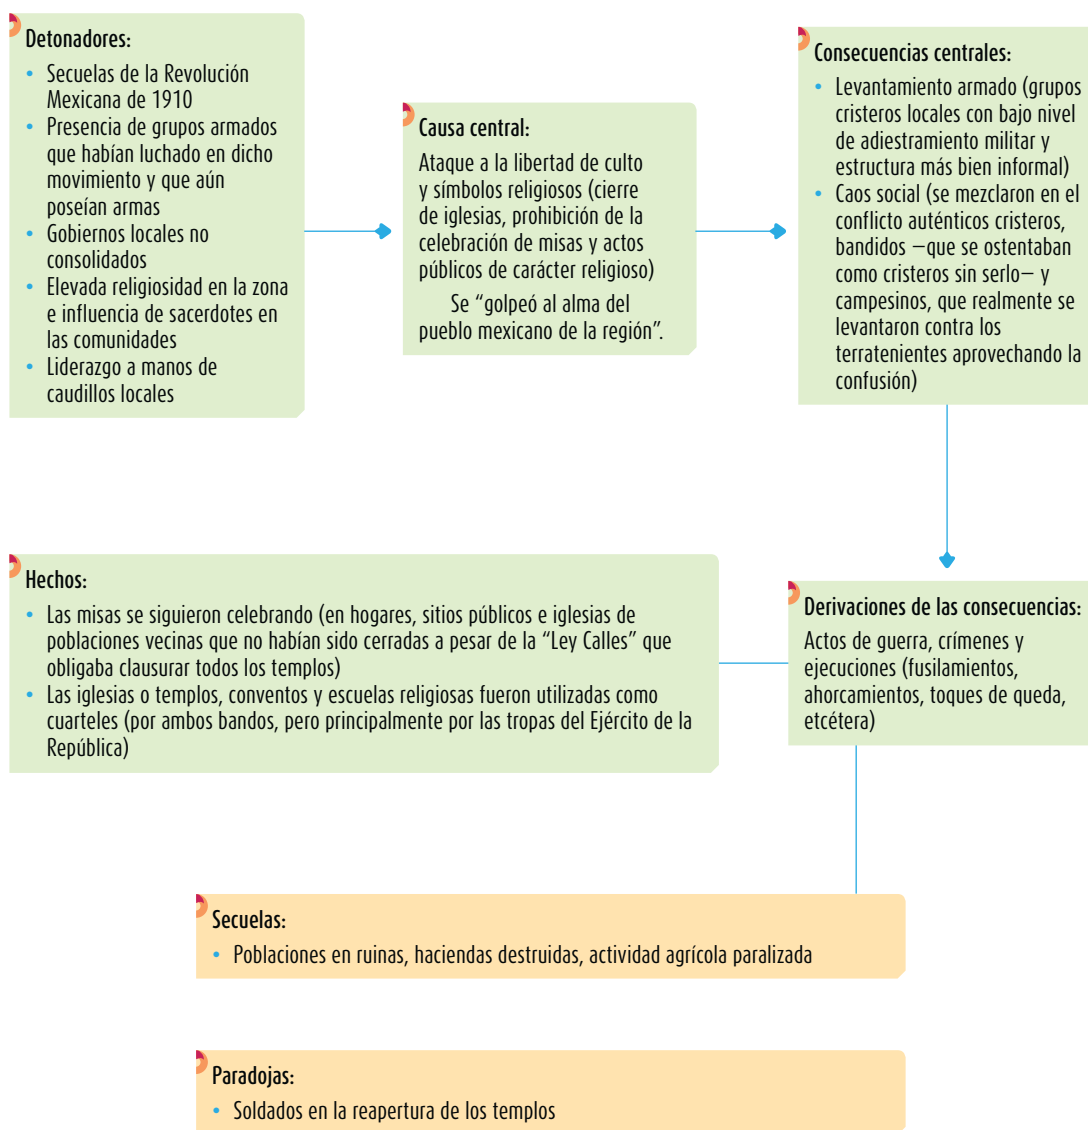 Detonadores:
• Secuelas de la Revolución
Mexicana de 1910
• Presencia de grupos armados
que habían luchado en dicho
movimiento y que aún
poseían armas
• Gobiernos locales no
consolidados
• Elevada religiosidad en la zona
e influencia de sacerdotes en
las comunidades
• Liderazgo a manos de
caudillos locales
Causa central:
Ataque a la libertad de culto
y símbolos religiosos (cierre
de iglesias, prohibición de la
celebración de misas y actos
públicos de carácter religioso)
Se “golpeó al alma del
pueblo mexicano de la región”.
Consecuencias centrales:
• Levantamiento armado (grupos
cristeros locales con bajo nivel
de adiestramiento militar y
estructura más bien informal)
• Caos social (se mezclaron en el
conflicto auténticos cristeros,
bandidos —que se ostentaban
como cristeros sin serlo— y
campesinos, que realmente se
levantaron contra los
terratenientes aprovechando la
confusión)
Hechos:
• Las misas se siguieron celebrando (en hogares, sitios públicos e iglesias de
poblaciones vecinas que no habían sido cerradas a pesar de la “Ley Calles” que
obligaba clausurar todos los templos)
• Las iglesias o templos, conventos y escuelas religiosas fueron utilizadas como
cuarteles (por ambos bandos, pero principalmente por las tropas del Ejército de la
República)
Derivaciones de las consecuencias:
Actos de guerra, crímenes y
ejecuciones (fusilamientos,
ahorcamientos, toques de queda,
etcétera)
Secuelas:
• Poblaciones en ruinas, haciendas destruidas, actividad agrícola paralizada
Paradojas:
• Soldados en la reapertura de los templos